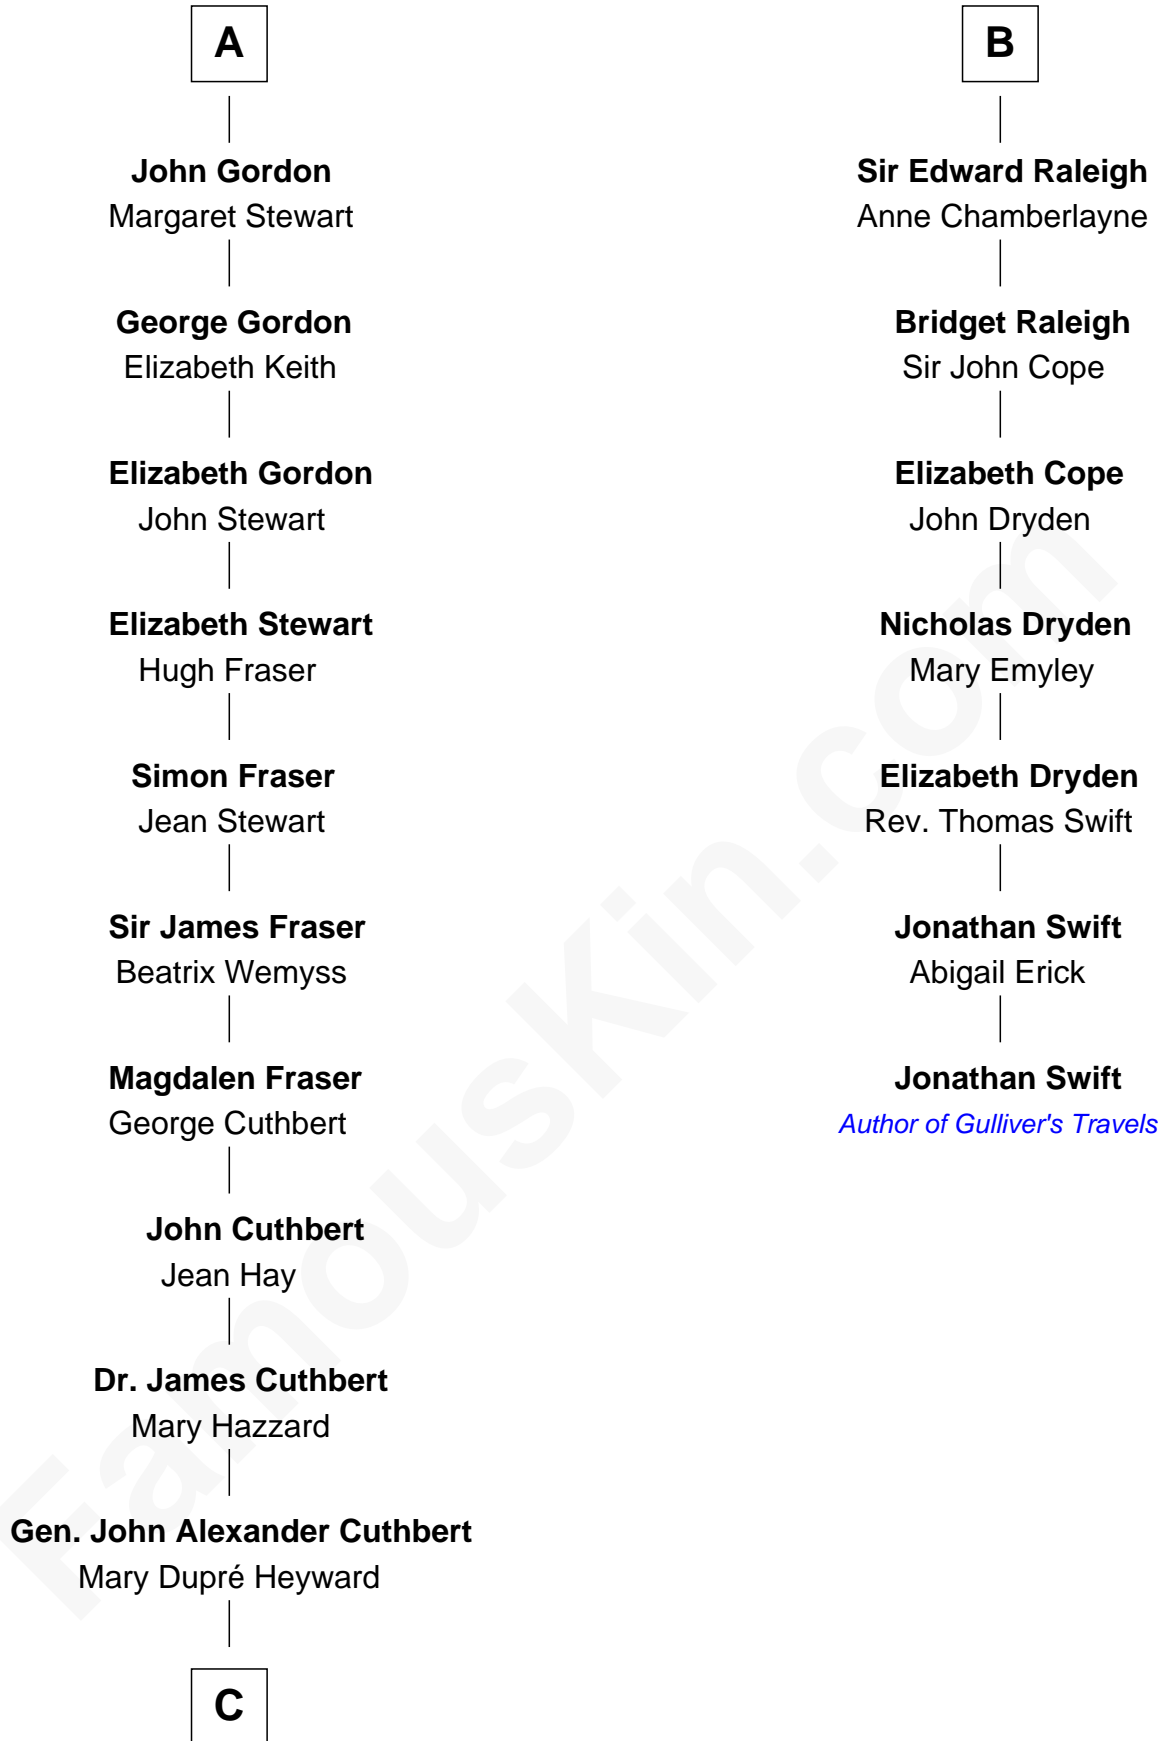 A
John Gordon
Margaret Stewart
George Gordon
Elizabeth Keith
Elizabeth Gordon
John Stewart
Elizabeth Stewart
Hugh Fraser
Simon Fraser
Jean Stewart
Sir James Fraser
Beatrix Wemyss
Magdalen Fraser
George Cuthbert
John Cuthbert
Jean Hay
Dr. James Cuthbert
Mary Hazzard
Gen. John Alexander Cuthbert
Mary Dupré Heyward
C
B
Sir Edward Raleigh
Anne Chamberlayne
Bridget Raleigh
Sir John Cope
Elizabeth Cope
John Dryden
Nicholas Dryden
Mary Emyley
Elizabeth Dryden
Rev. Thomas Swift
Jonathan Swift
Abigail Erick
Jonathan Swift
Author of Gulliver's Travels
FamousKin.com